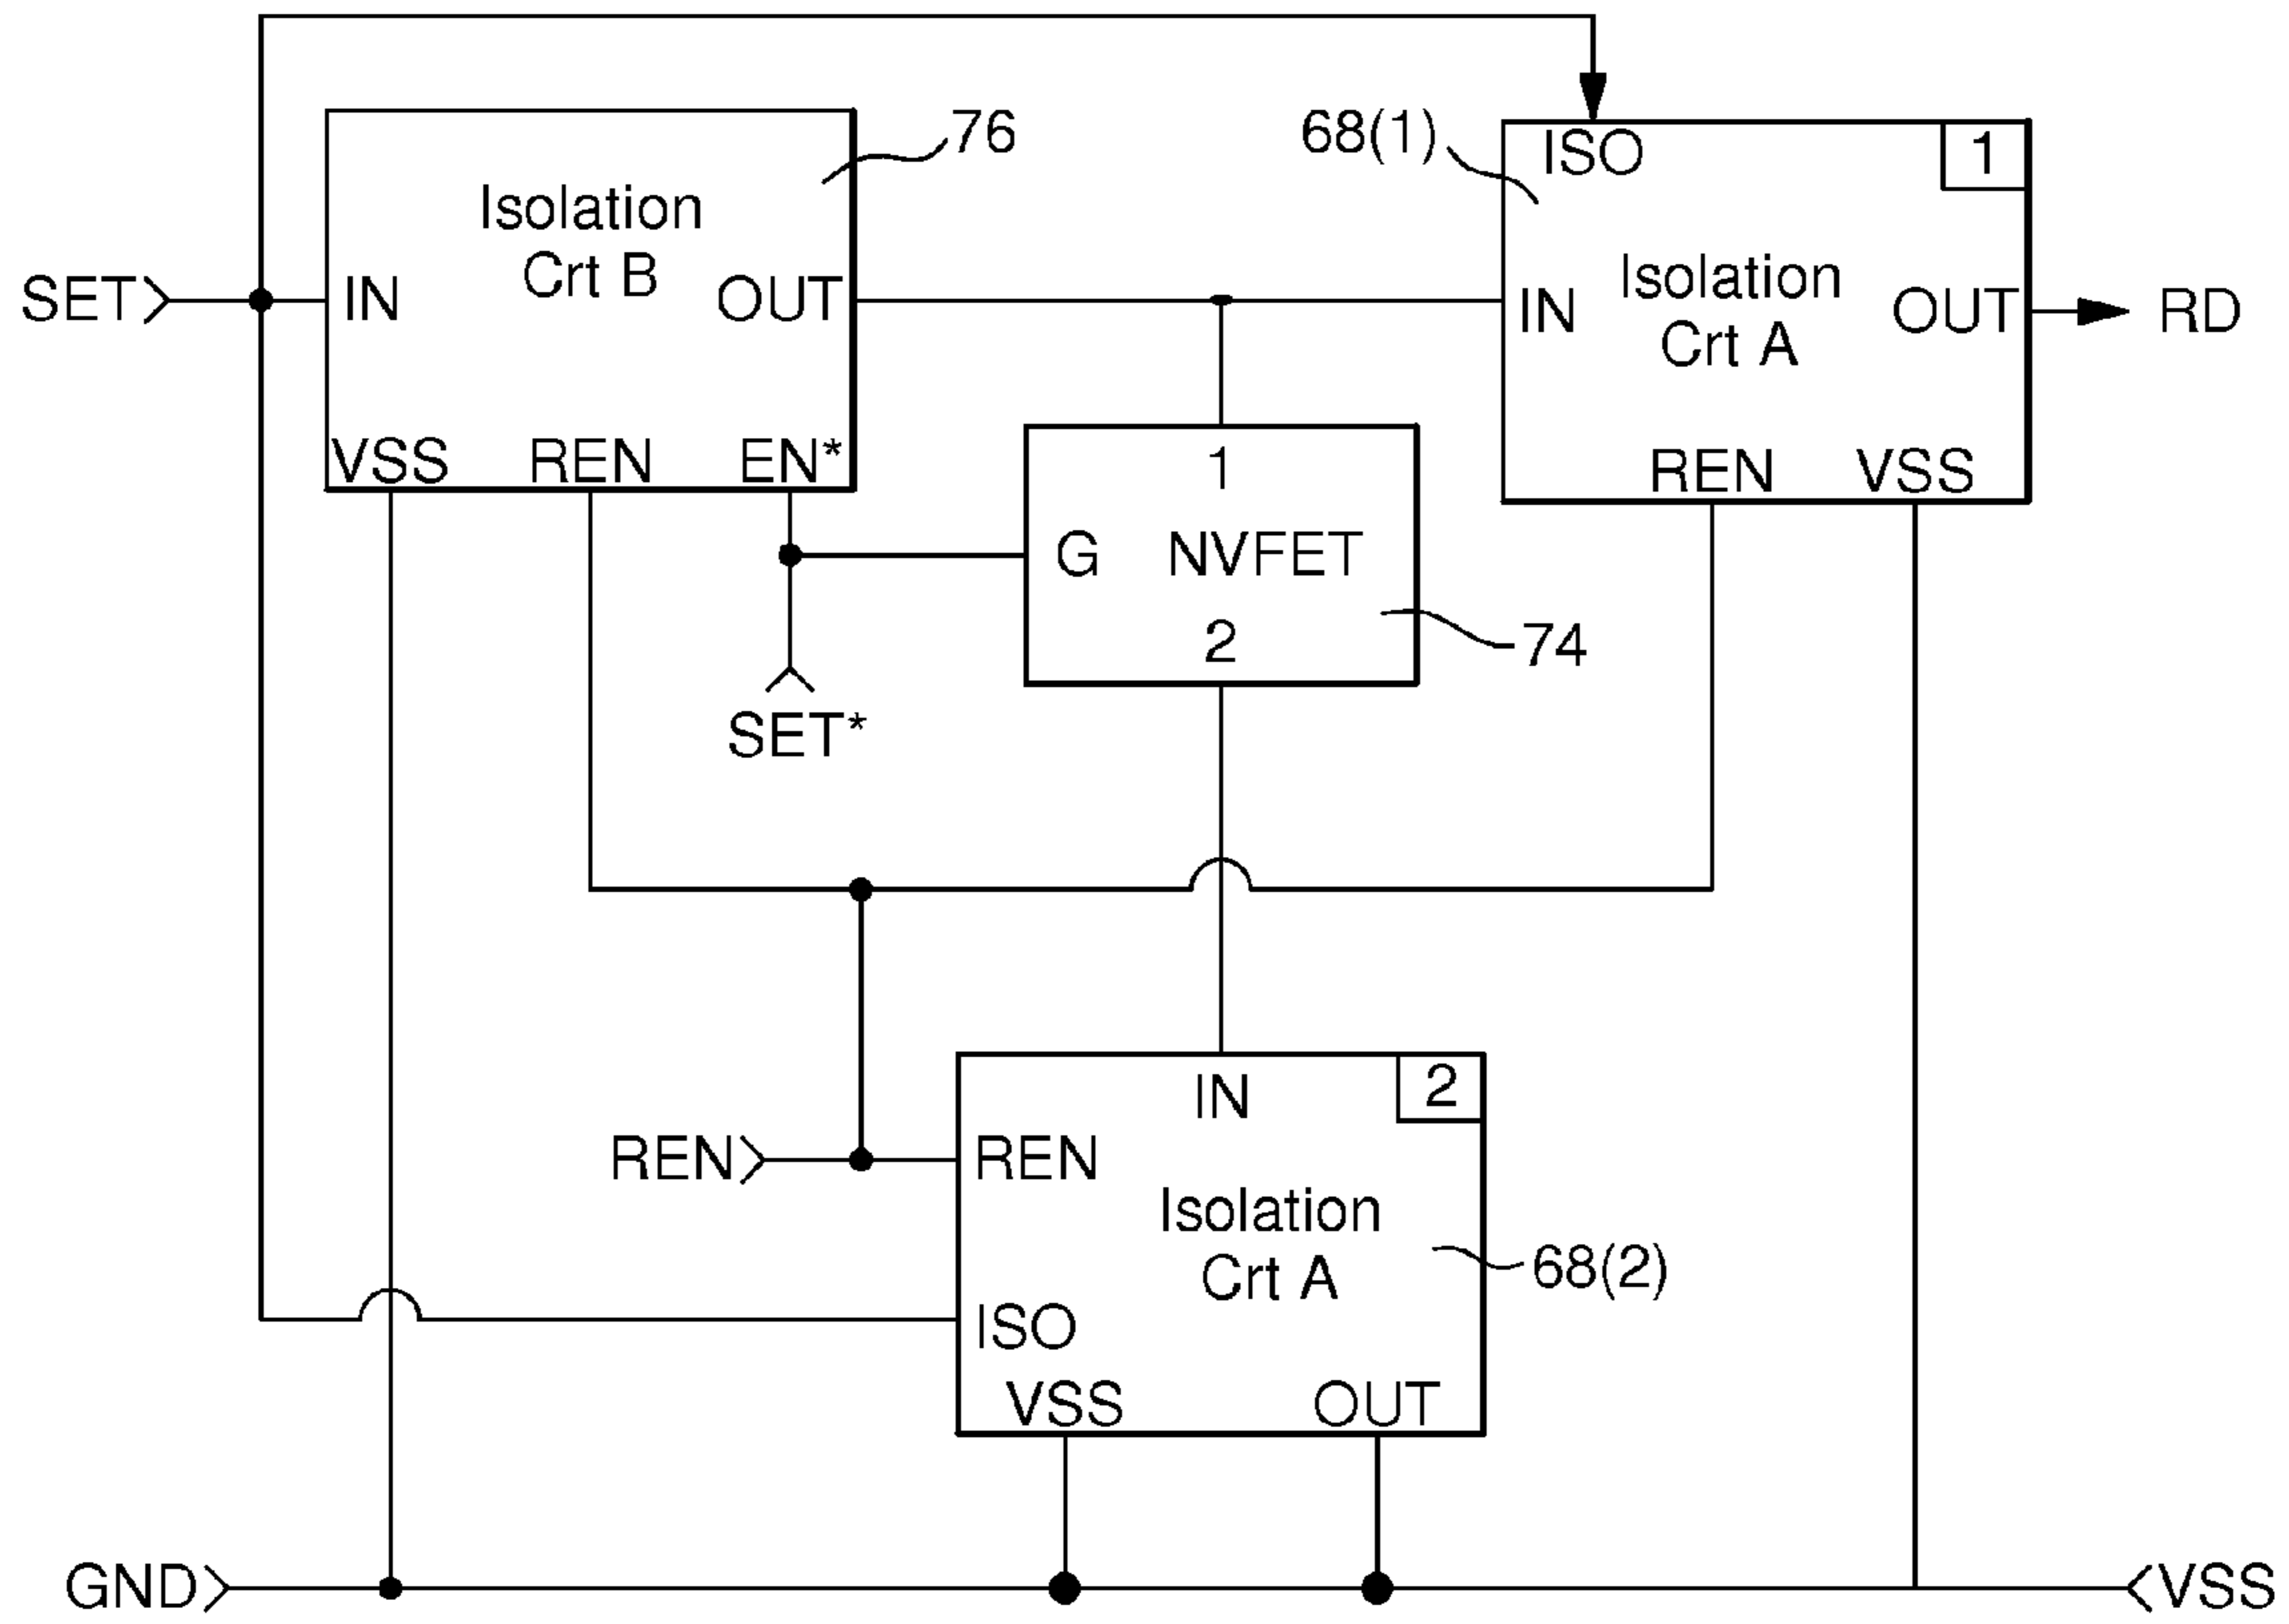 76
68(1)
ISO
1
Isolation
Crt B
SET
IN
OUT
IN
Isolation
Crt A
OUT
RD
VSS
REN
EN*
REN
VSS
1
G
NVFET
2
74
SET*
IN
2
REN
REN
Isolation
Crt A
68(2)
ISO
VSS
OUT
GND
VSS